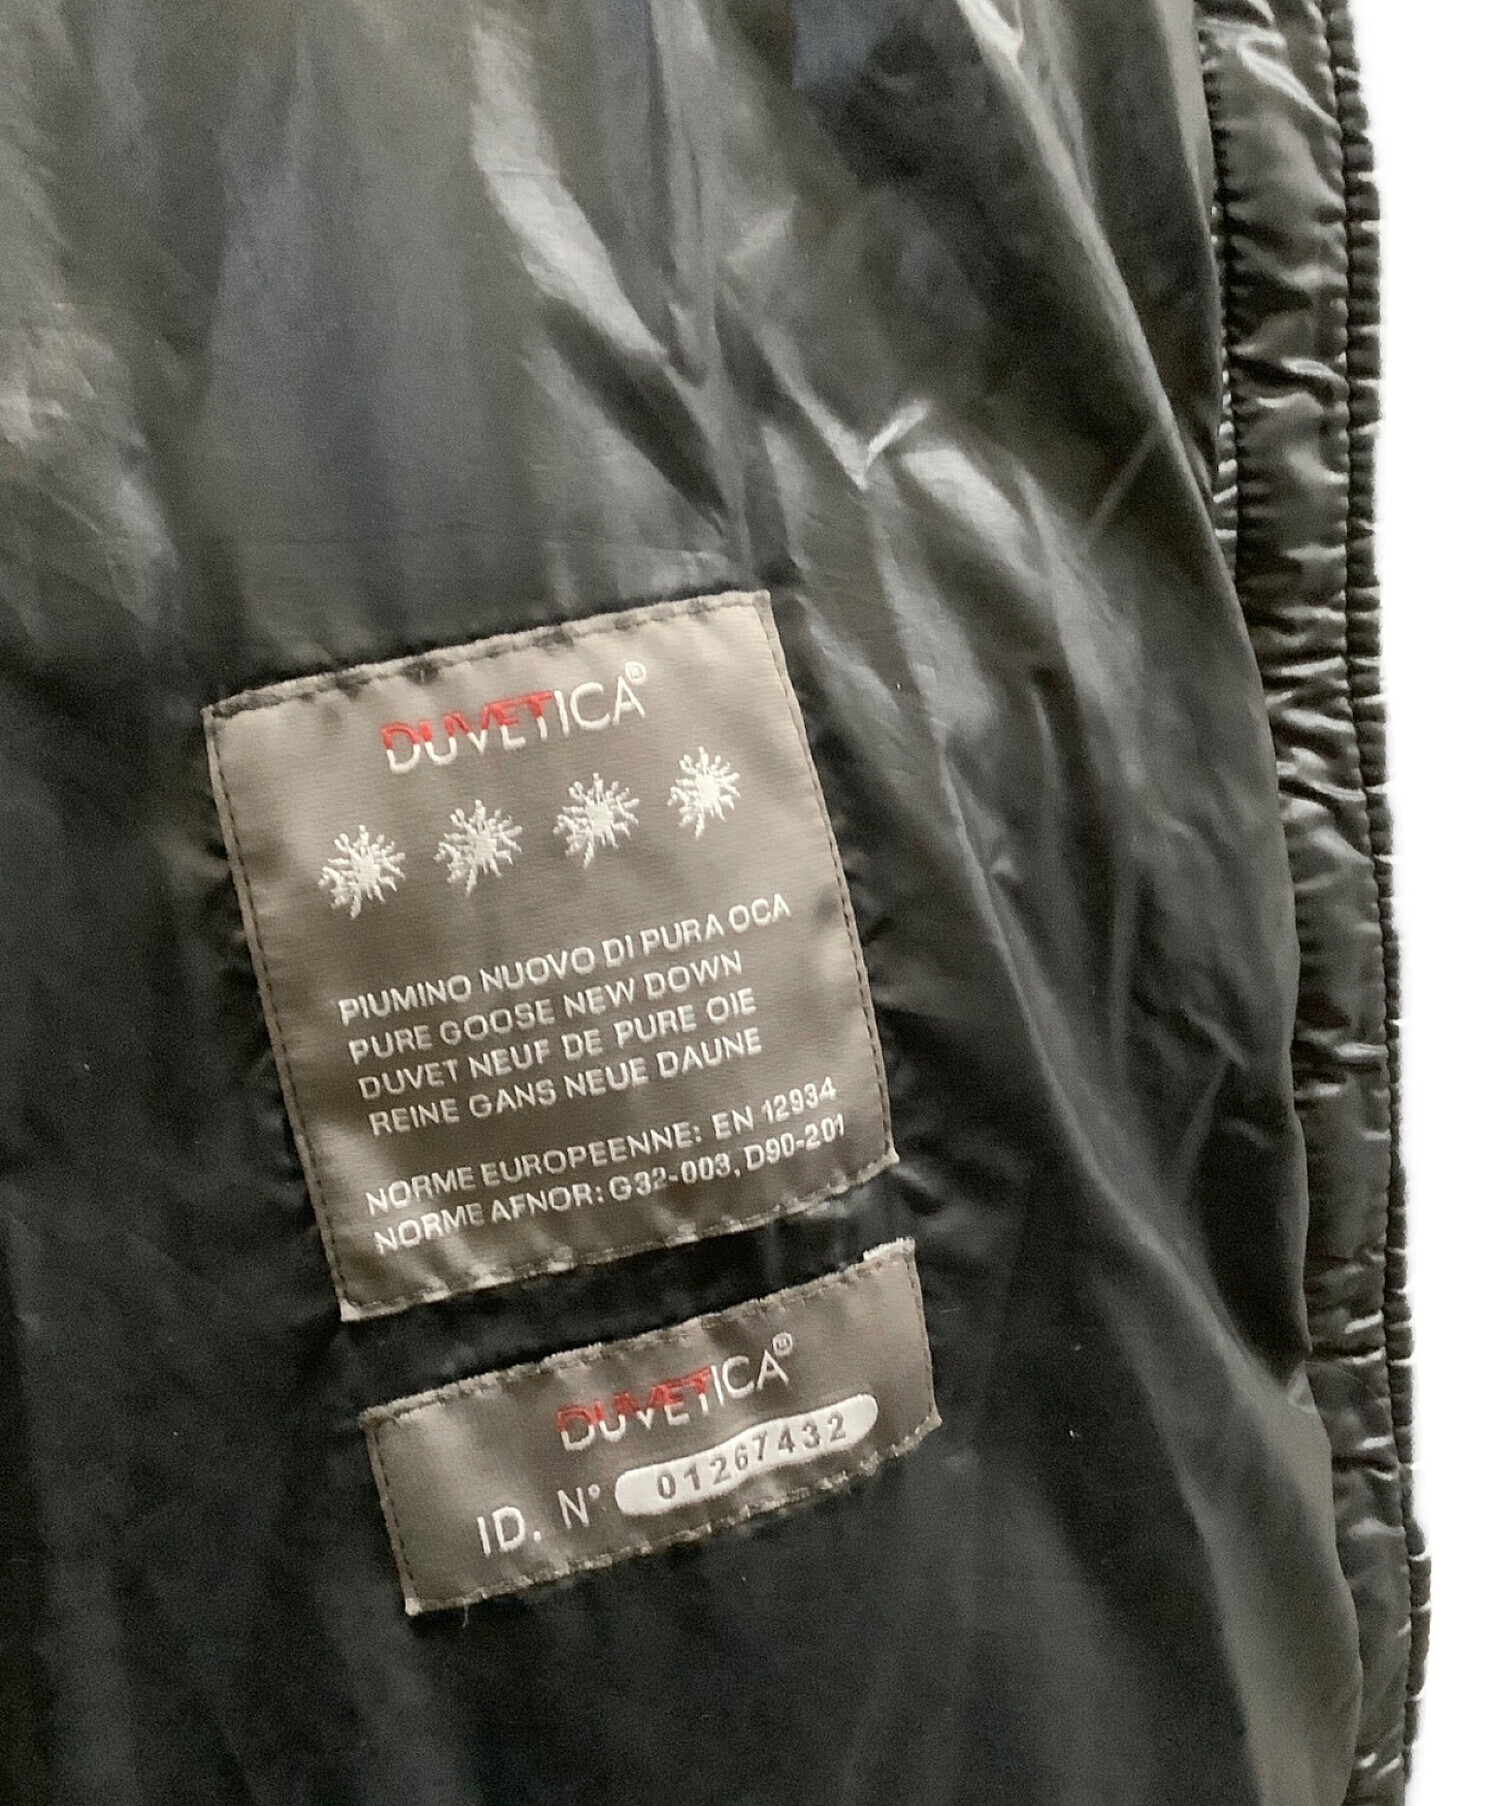 DUVETICA®
PIUMINO NUOVO DI PURA OCA
PURE GOOSE NEW DOWN
DUVET NEUF DE PURE OIE
REINE GANS NEUE DAUNE
NORME EUROPEENNE: EN 12934
NORME AFNOR: G32-003, D90-201
DUVETICA®
ID. N° 01267432